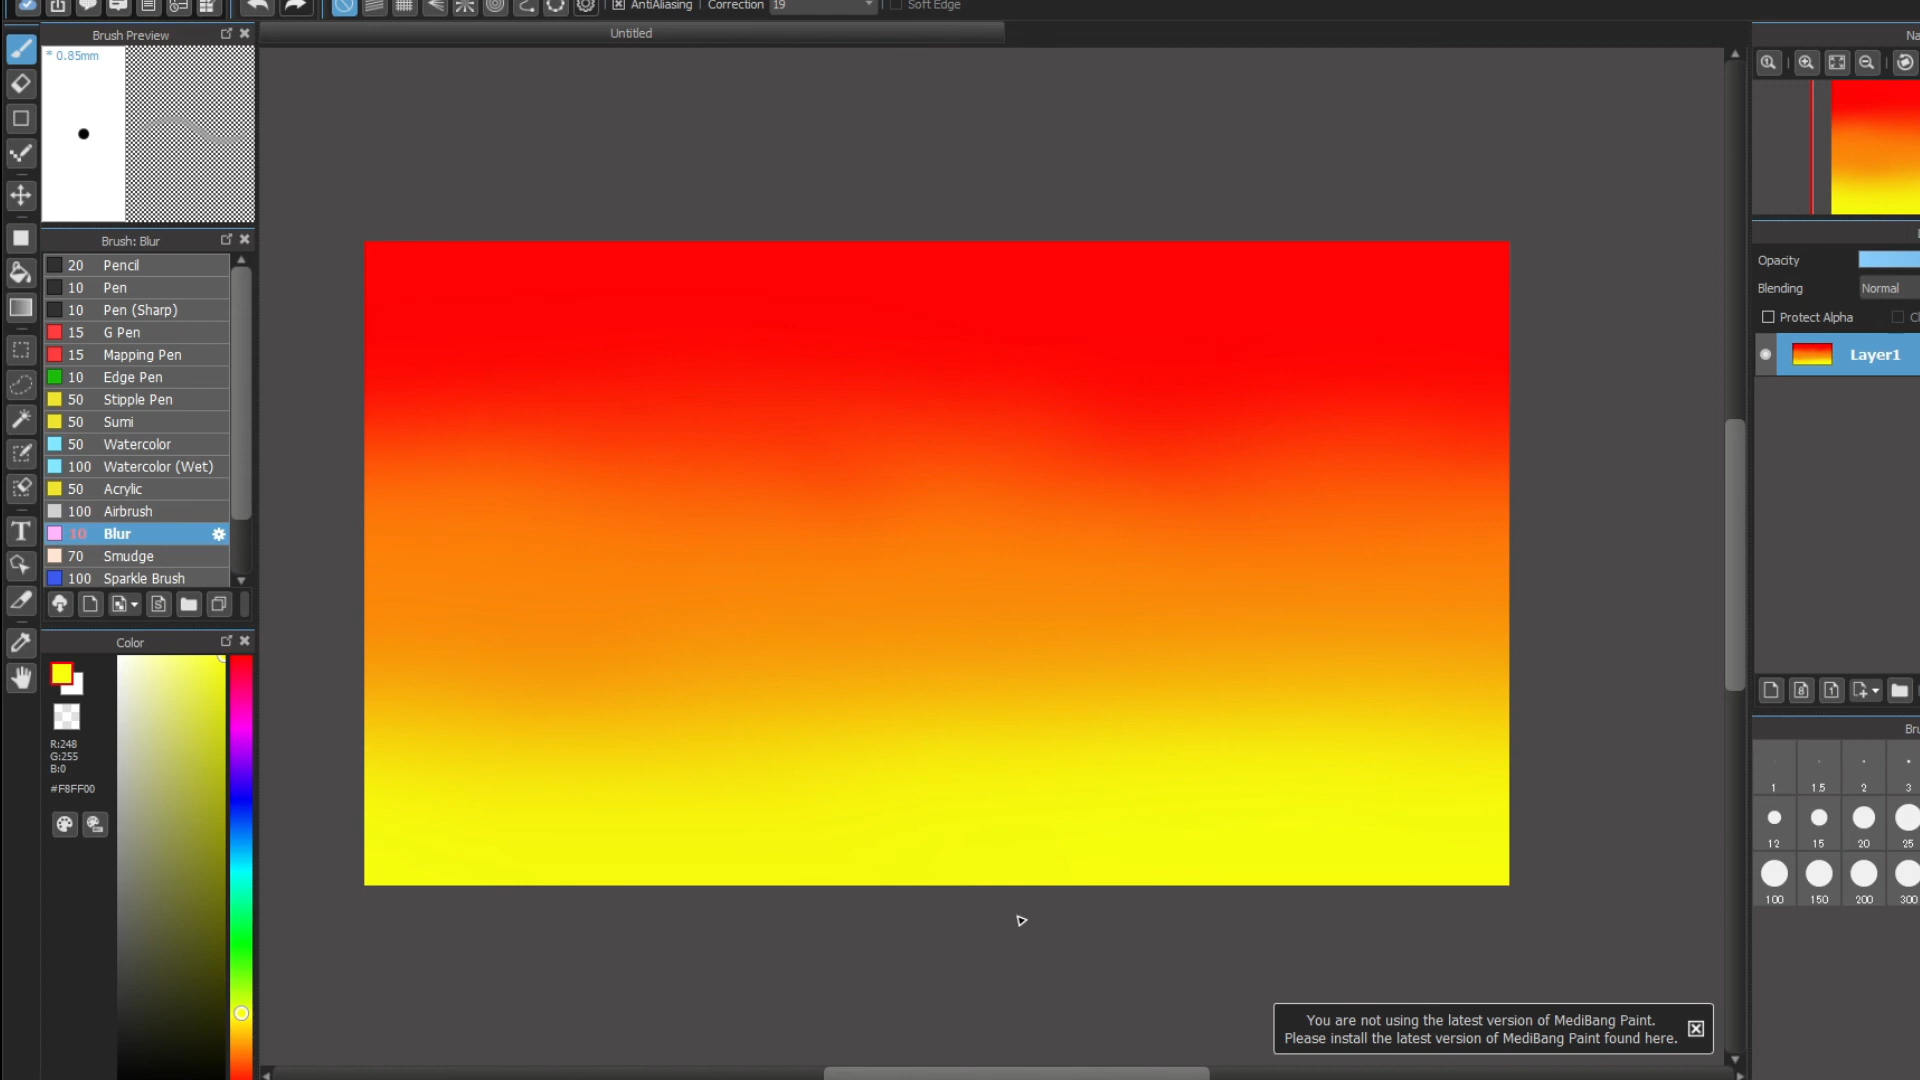 AntiAliasing Correction 19 Soft Edge
Brush Preview
Untitled
* 0.85mm
Brush: Blur
20 Pencil
10 Pen
10 Pen (Sharp)
15 G Pen
15 Mapping Pen
10 Edge Pen
50 Stipple Pen
50 Sumi
50 Watercolor
100 Watercolor (Wet)
50 Acrylic
100 Airbrush
10 Blur
70 Smudge
100 Sparkle Brush
Color
R:248
G:255
B:0
#F8FF00
Na
Opacity
Blending Normal
Protect Alpha
Layer1
8 1
Bru
1 1.5 2 3
12 15 20 25
100 150 200 300
You are not using the latest version of MediBang Paint.
Please install the latest version of MediBang Paint found here.